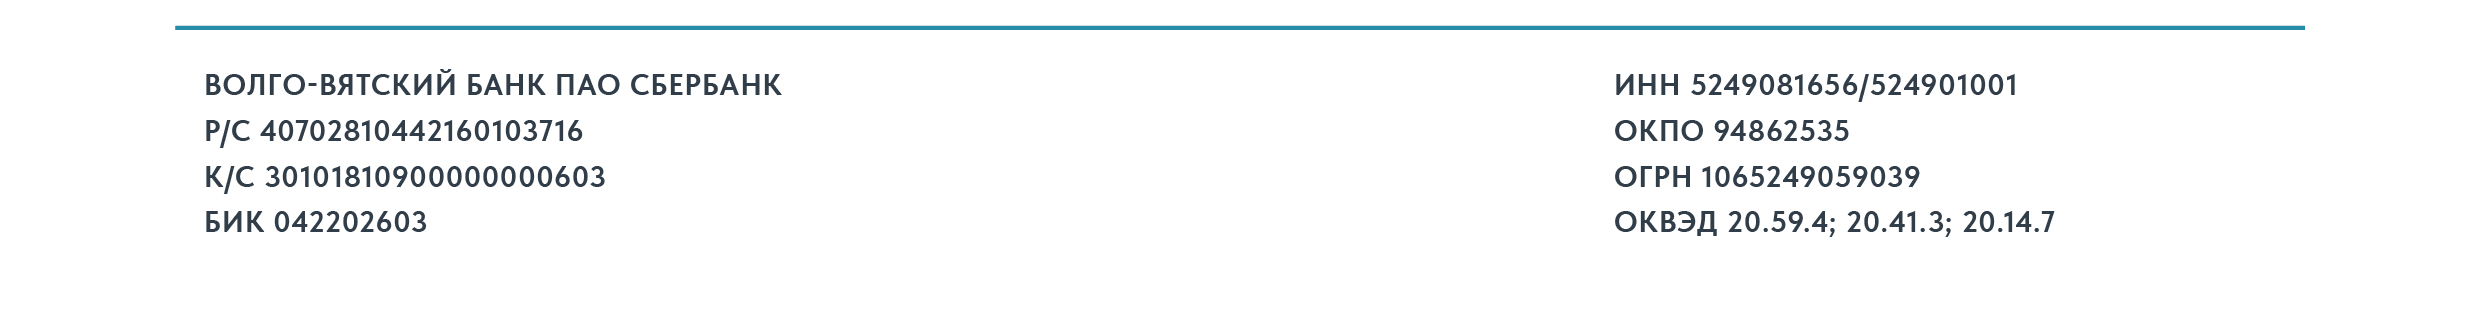 ВОЛГО-ВЯТСКИЙ БАНК ПАО СБЕРБАНК
Р/С 40702810442160103716
К/С 30101810900000000603
БИК 042202603
ИНН 5249081656/524901001
ОКПО 94862535
ОГРН 1065249059039
ОКВЭД 20.59.4; 20.41.3; 20.14.7